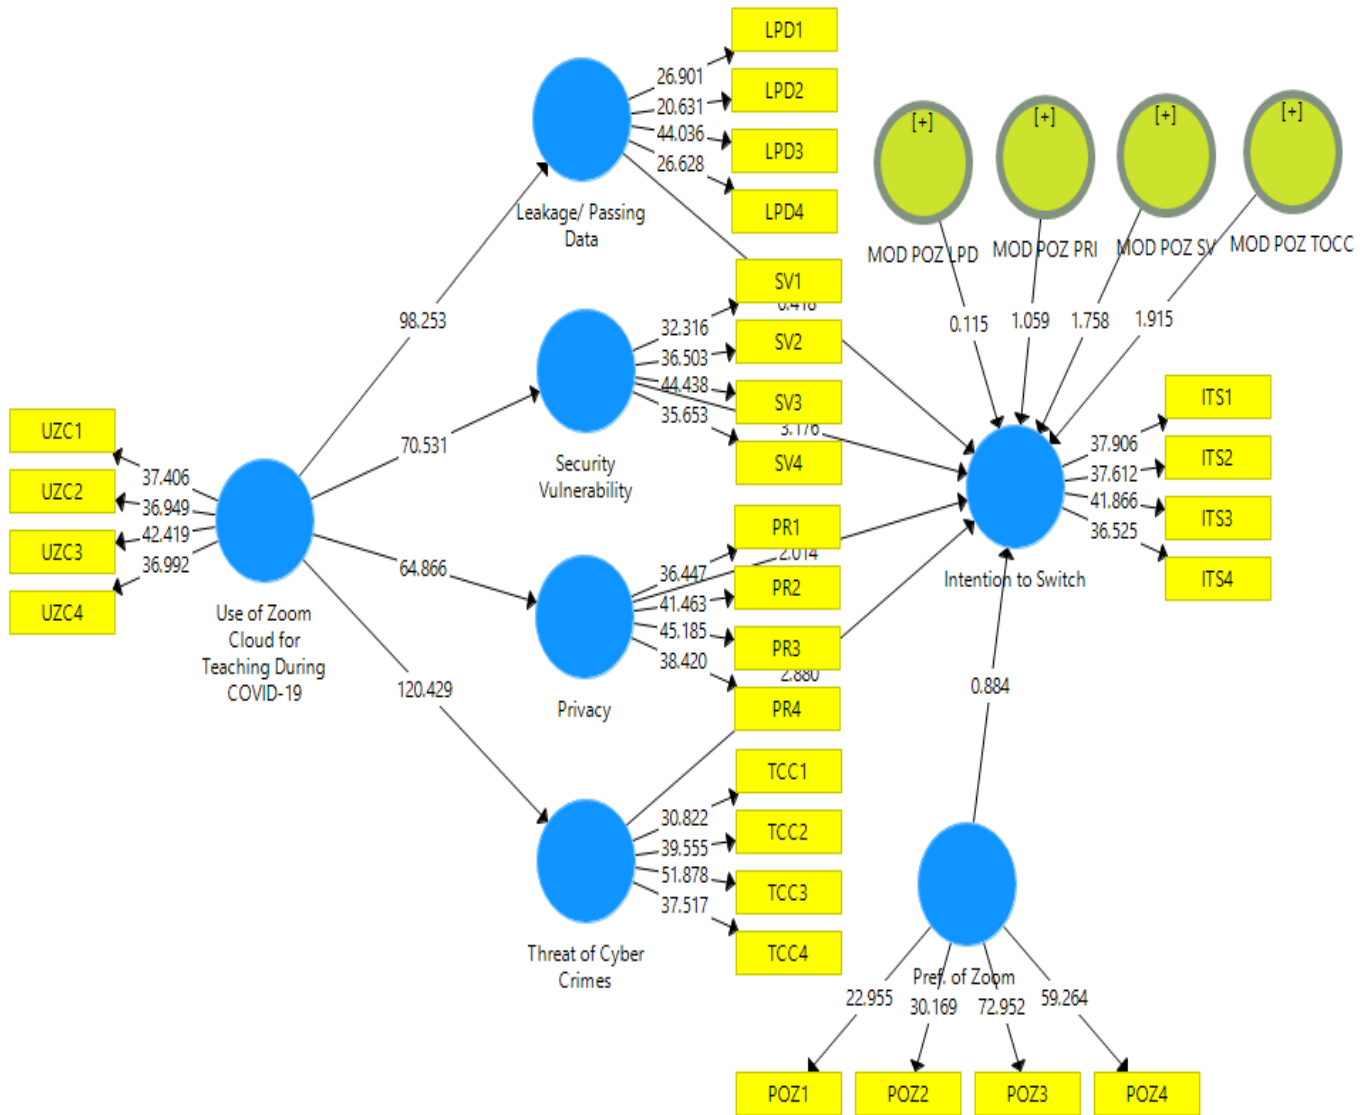 LPD1
26.901
LPD2
20.631
LPD3
44.036
LPD4
26.628
Leakage/ Passing
Data
[+]
[+]
[+]
[+]
MOD POZ LPD
MOD POZ PRI
MOD POZ SV
MOD POZ TOCC
0.115
1.059
1.758
1.915
98.253
SV1
0.418
32.316
SV2
36.503
SV3
44.438
SV4
35.653
3.176
Security
Vulnerability
70.531
UZC1
37.406
UZC2
36.949
UZC3
42.419
UZC4
36.992
Use of Zoom
Cloud for
Teaching During
COVID-19
64.866
120.429
ITS1
37.906
ITS2
37.612
ITS3
41.866
ITS4
36.525
Intention to Switch
PR1
2.014
36.447
PR2
41.463
PR3
45.185
PR4
38.420
2.880
Privacy
0.884
TCC1
30.822
TCC2
39.555
TCC3
51.878
TCC4
37.517
Threat of Cyber
Crimes
Pref. of Zoom
22.955
30.169
72.952
59.264
POZ1
POZ2
POZ3
POZ4